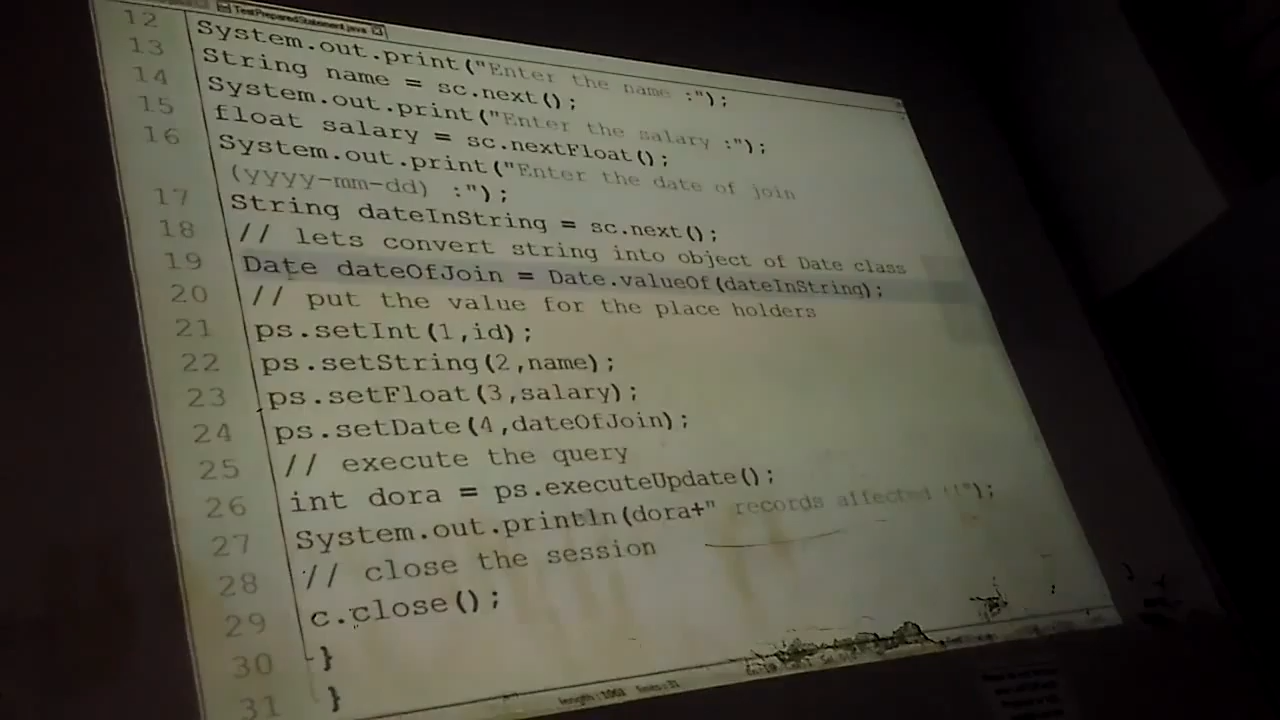 TestPreparedStatement.java
12 System.out.print("Enter the name :");
13 String name = sc.next();
14 System.out.print("Enter the salary :");
15 float salary = sc.nextFloat();
16 System.out.print("Enter the date of join
(yyyy-mm-dd) :");
17 String dateInString = sc.next();
18 // lets convert string into object of Date class
19 Date dateOfJoin = Date.valueOf(dateInString);
20 // put the value for the place holders
21 ps.setInt(1,id);
22 ps.setString(2,name);
23 ps.setFloat(3,salary);
24 ps.setDate(4,dateOfJoin);
25 // execute the query
26 int dora = ps.executeUpdate();
27 System.out.println(dora+" records affected !!");
28 // close the session
29 c.close();
30 }
31 }
lines : 31